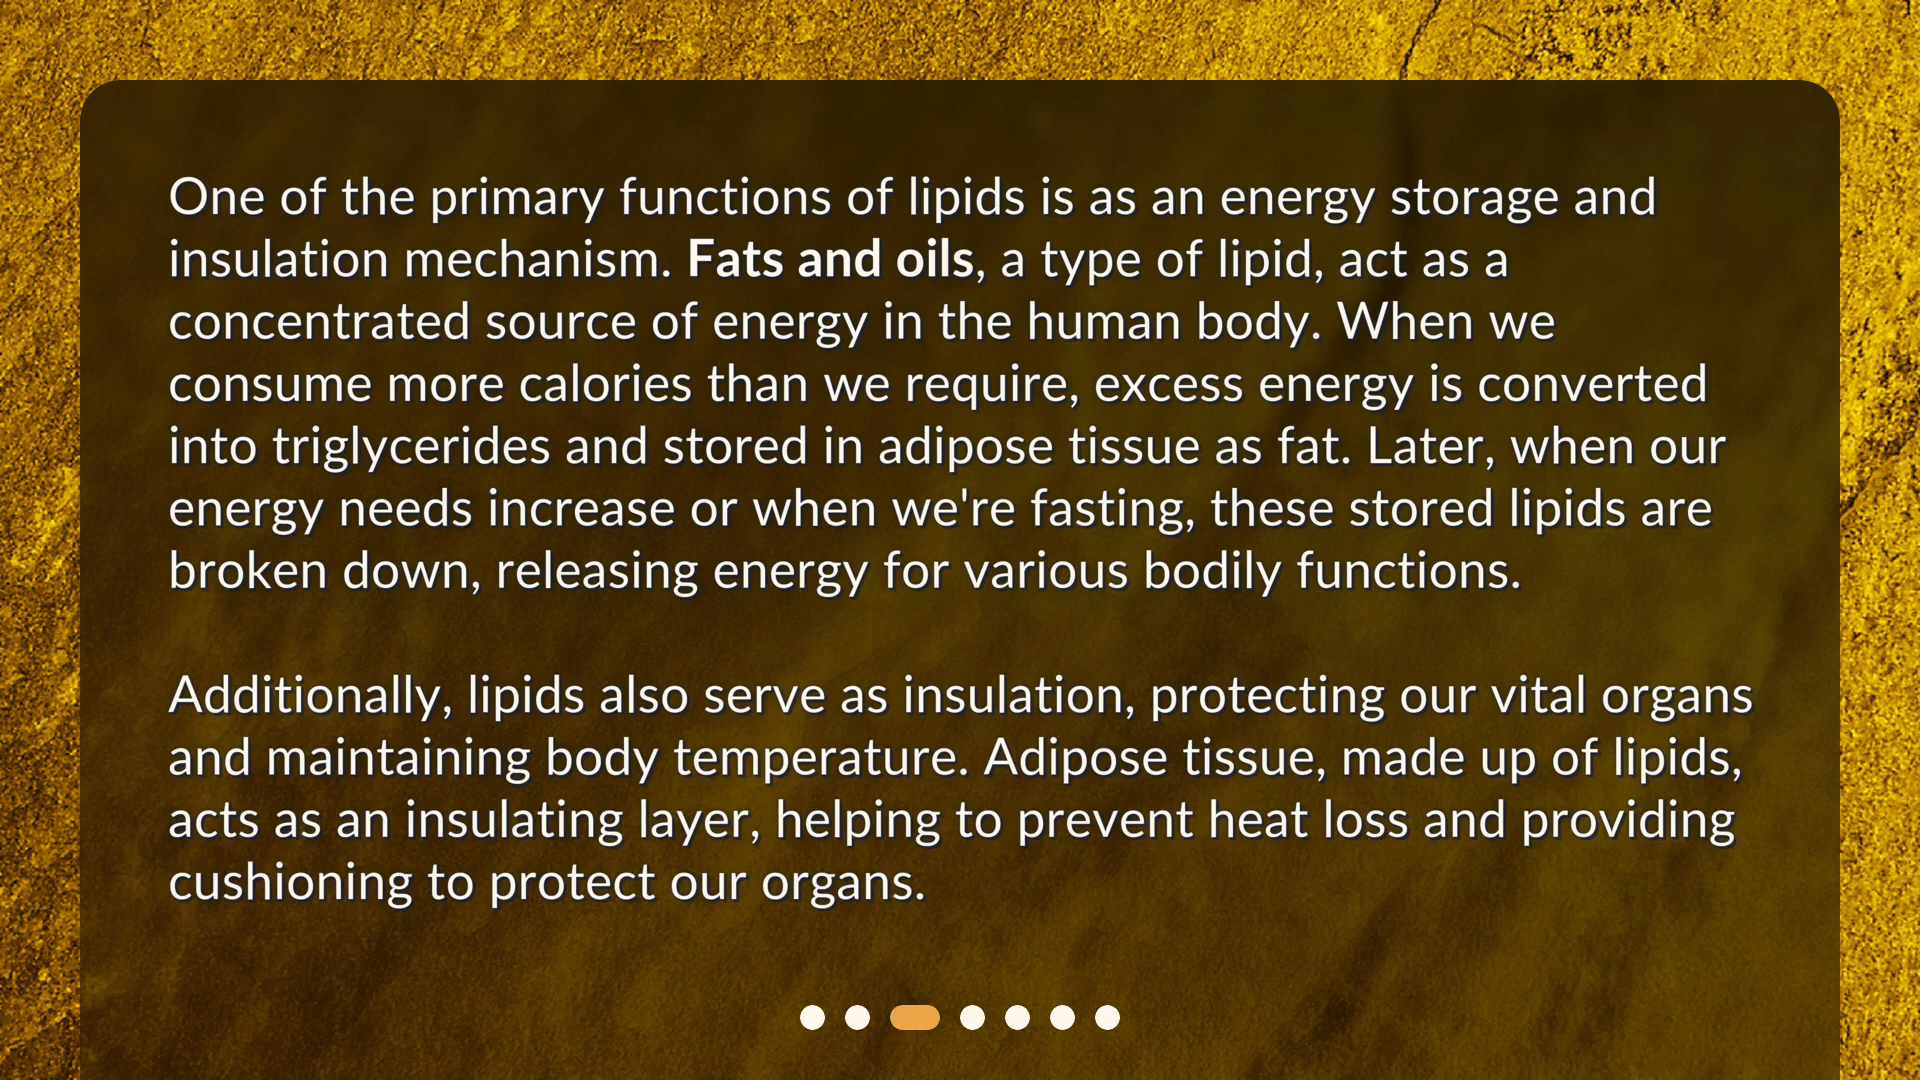 One of the primary functions of lipids is as an energy storage and
insulation mechanism. Fats and oils, a type of lipid, act as a
concentrated source of energy in the human body. When we
consume more calories than we require, excess energy is converted
into triglycerides and stored in adipose tissue as fat. Later, when our
energy needs increase or when we're fasting, these stored lipids are
broken down, releasing energy for various bodily functions.
Additionally, lipids also serve as insulation, protecting our vital organs
and maintaining body temperature. Adipose tissue, made up of lipids,
acts as an insulating layer, helping to prevent heat loss and providing
cushioning to protect our organs.